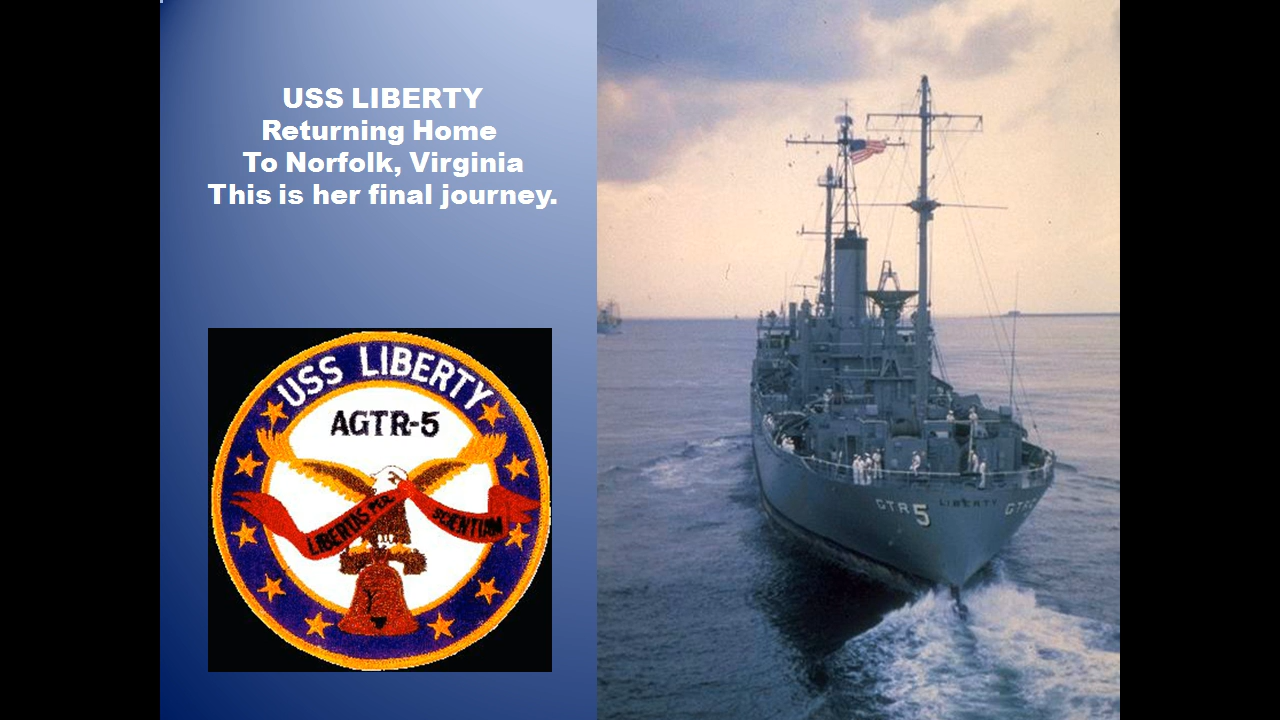 USS LIBERTY
Returning Home
To Norfolk, Virginia
This is her final journey.
USS LIBERTY
AGTR-5
LIBERTAS PER
SCIENTIAM
GTR5
LIBERTY
GTR